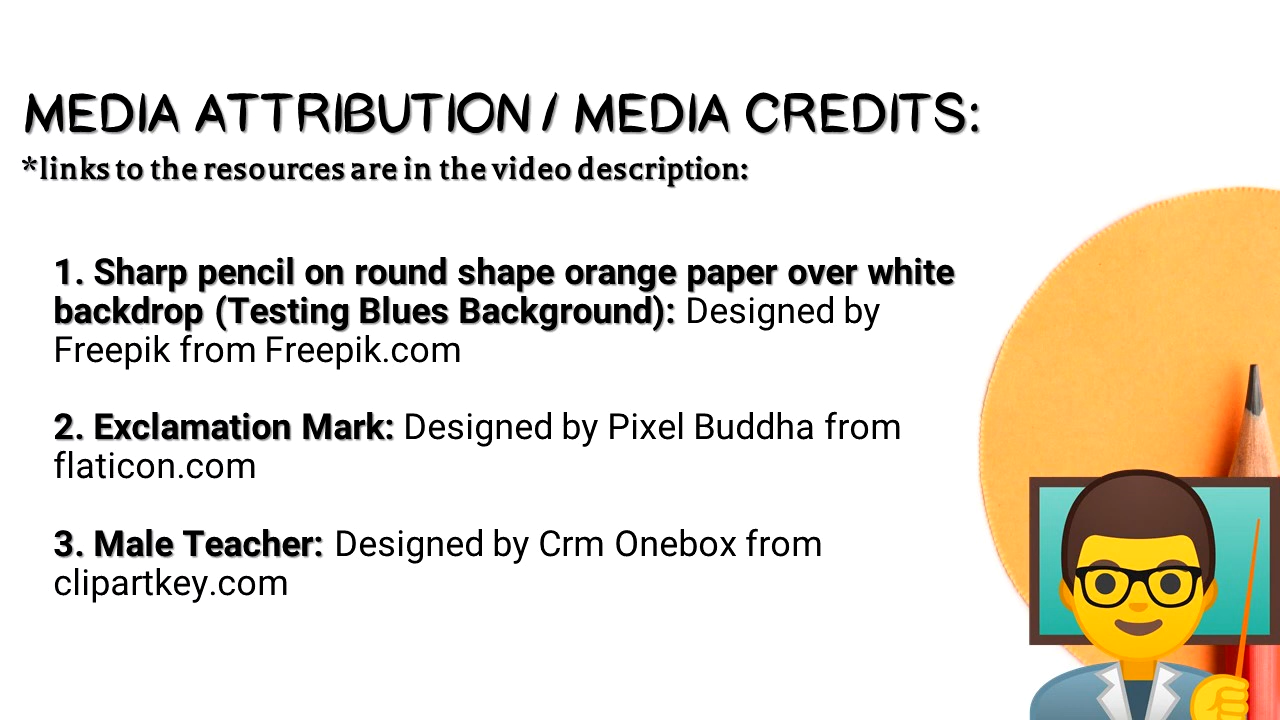 MEDIA ATTRIBUTION / MEDIA CREDITS:
*links to the resources are in the video description:
1. Sharp pencil on round shape orange paper over white
backdrop (Testing Blues Background): Designed by
Freepik from Freepik.com
2. Exclamation Mark: Designed by Pixel Buddha from
flaticon.com
3. Male Teacher: Designed by Crm Onebox from
clipartkey.com